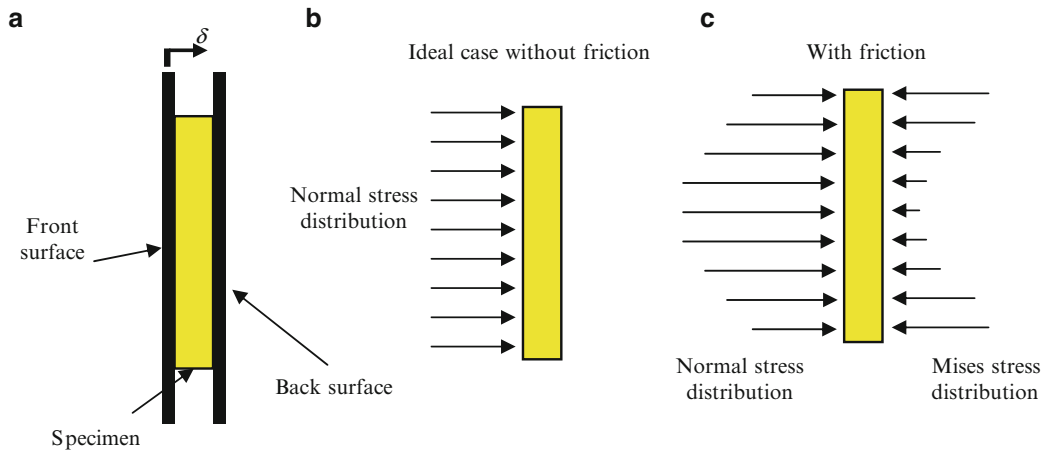 a
δ
Front
surface
Specimen
Back surface
b
Ideal case without friction
Normal stress
distribution
c
With friction
Normal stress
distribution
Mises stress
distribution